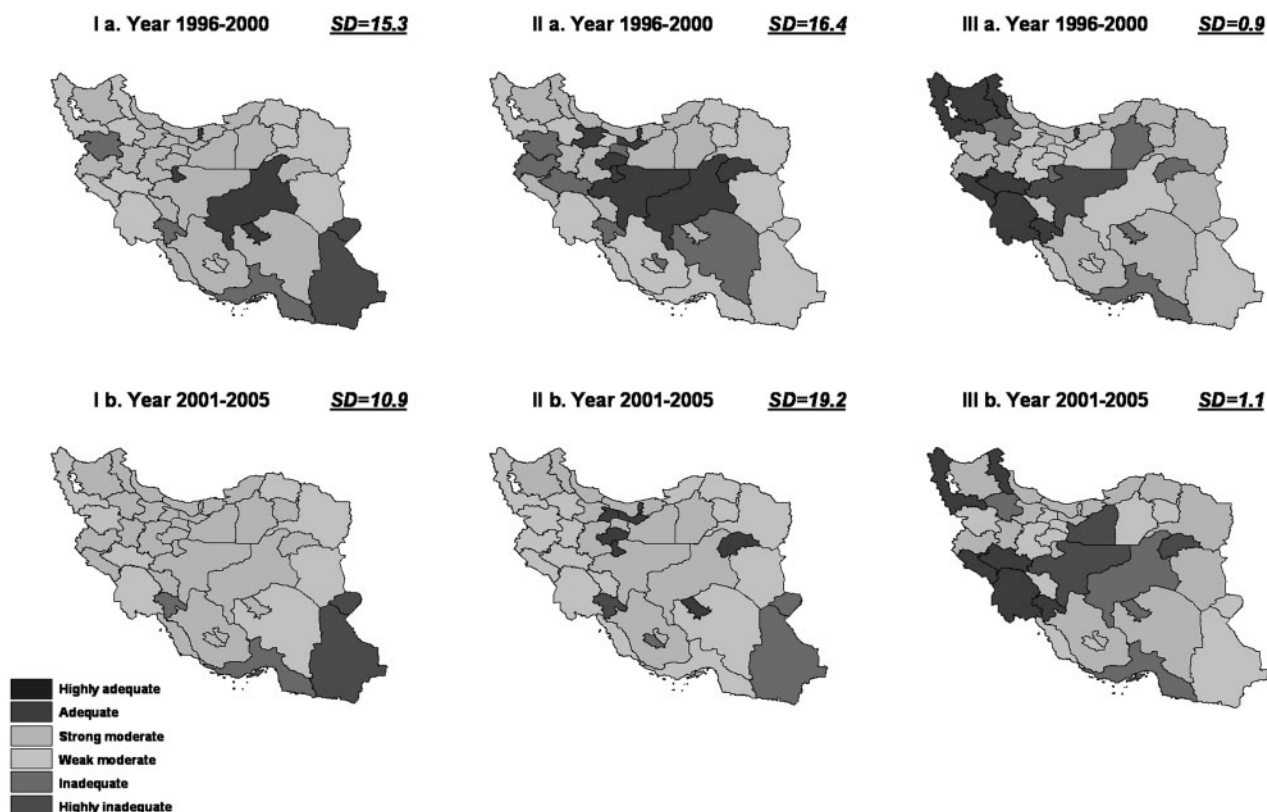 I a. Year 1996-2000 SD=15.3
II a. Year 1996-2000 SD=16.4
III a. Year 1996-2000 SD=0.9
I b. Year 2001-2005 SD=10.9
II b. Year 2001-2005 SD=19.2
III b. Year 2001-2005 SD=1.1
Highly adequate
Adequate
Strong moderate
Weak moderate
Inadequate
Highly inadequate